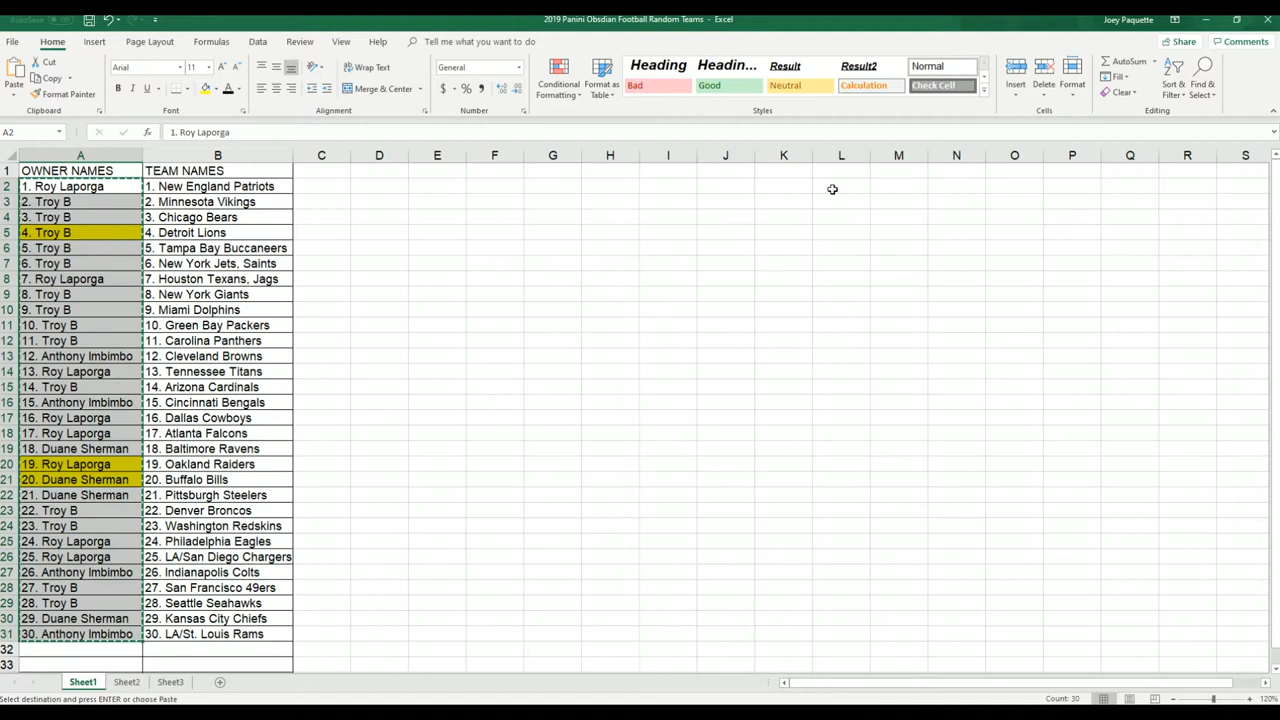 AutoSave Off
2019 Panini Obsdian Football Random Teams - Excel
Joey Paquette
File Home Insert Page Layout Formulas Data Review View Help Tell me what you want to do
Share Comments
Paste
Cut
Copy
Format Painter
Clipboard
Arial 11
B I U
Font
Wrap Text
Merge & Center
Alignment
General
$ % ,
Number
Conditional Formatting
Format as Table
Heading Headin... Result Result2 Normal
Bad Good Neutral Calculation Check Cell
Styles
Insert Delete Format
Cells
AutoSum
Fill
Clear
Sort & Filter
Find & Select
Editing
A2 fx 1. Roy Laporga
A B C D E F G H I J K L M N O P Q R S
1 OWNER NAMES TEAM NAMES
2 1. Roy Laporga 1. New England Patriots
3 2. Troy B 2. Minnesota Vikings
4 3. Troy B 3. Chicago Bears
5 4. Troy B 4. Detroit Lions
6 5. Troy B 5. Tampa Bay Buccaneers
7 6. Troy B 6. New York Jets, Saints
8 7. Roy Laporga 7. Houston Texans, Jags
9 8. Troy B 8. New York Giants
10 9. Troy B 9. Miami Dolphins
11 10. Troy B 10. Green Bay Packers
12 11. Troy B 11. Carolina Panthers
13 12. Anthony Imbimbo 12. Cleveland Browns
14 13. Roy Laporga 13. Tennessee Titans
15 14. Troy B 14. Arizona Cardinals
16 15. Anthony Imbimbo 15. Cincinnati Bengals
17 16. Roy Laporga 16. Dallas Cowboys
18 17. Roy Laporga 17. Atlanta Falcons
19 18. Duane Sherman 18. Baltimore Ravens
20 19. Roy Laporga 19. Oakland Raiders
21 20. Duane Sherman 20. Buffalo Bills
22 21. Duane Sherman 21. Pittsburgh Steelers
23 22. Troy B 22. Denver Broncos
24 23. Troy B 23. Washington Redskins
25 24. Roy Laporga 24. Philadelphia Eagles
26 25. Roy Laporga 25. LA/San Diego Chargers
27 26. Anthony Imbimbo 26. Indianapolis Colts
28 27. Troy B 27. San Francisco 49ers
29 28. Troy B 28. Seattle Seahawks
30 29. Duane Sherman 29. Kansas City Chiefs
31 30. Anthony Imbimbo 30. LA/St. Louis Rams
32
33
Sheet1 Sheet2 Sheet3
Select destination and press ENTER or choose Paste
Count: 30
120%